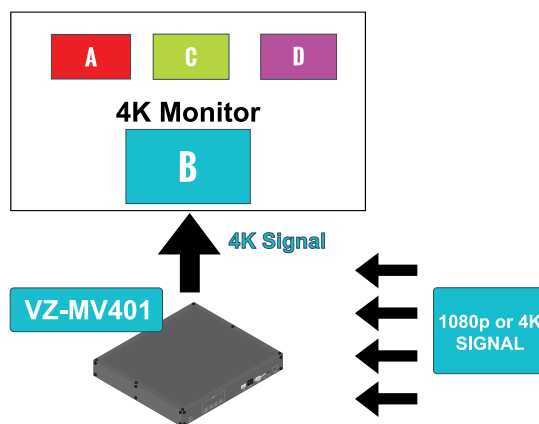 A
C
D
4K Monitor
B
4K Signal
VZ-MV401
1080p or 4K
SIGNAL